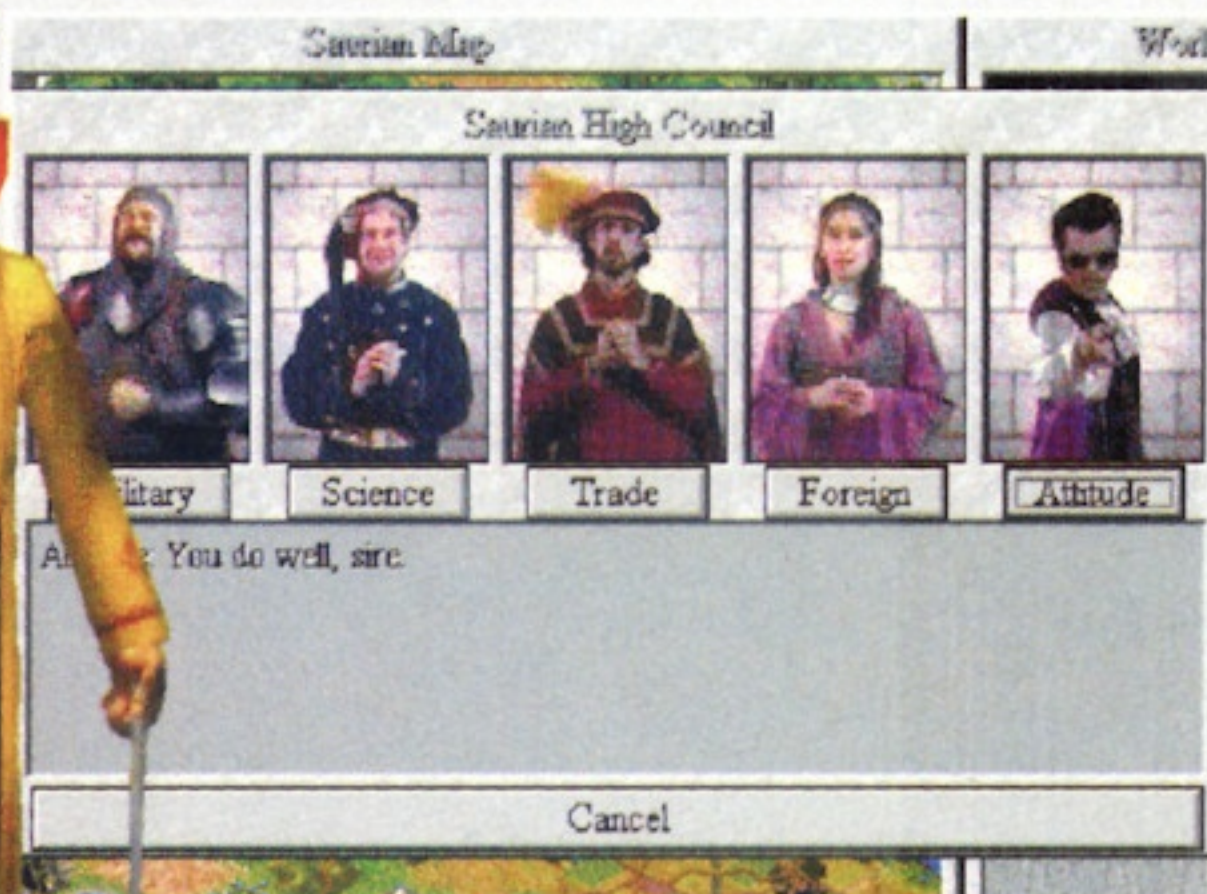 Saurian Map
Saurian High Council
Science
Trade
Foreign
Attitude
You do well, sire.
Cancel